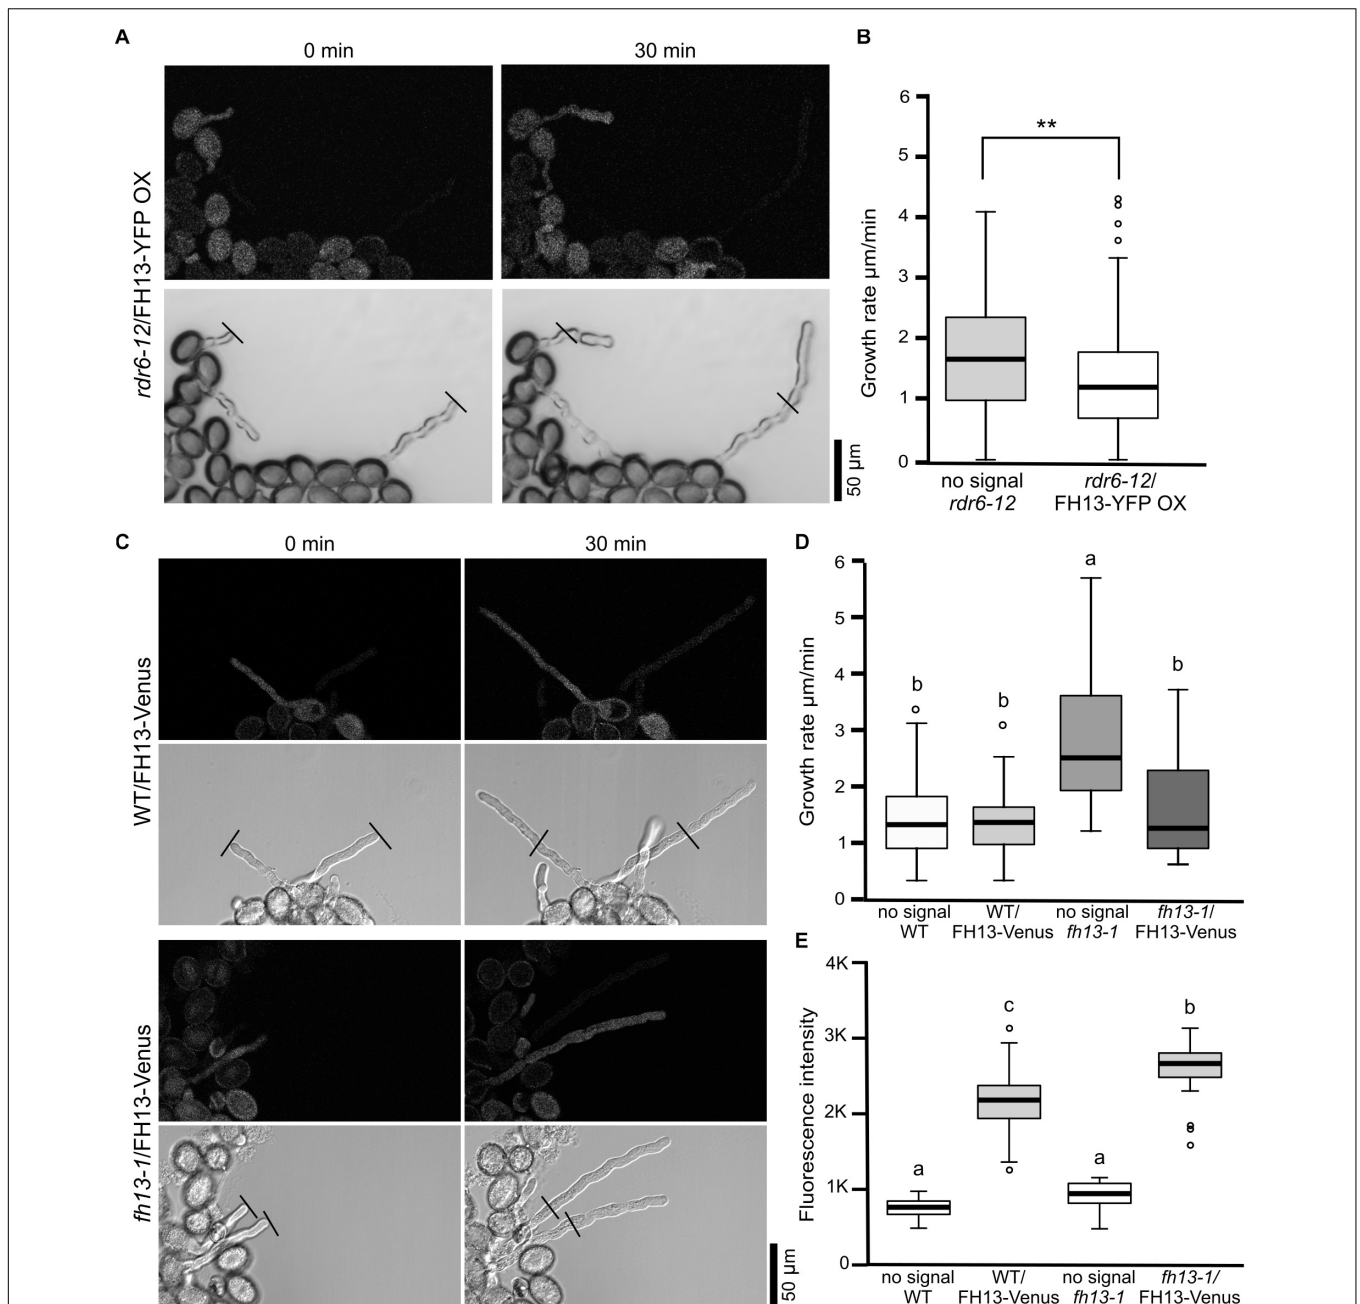 A
0 min
30 min
rdr6-12/FH13-YFP OX
50 µm
B
6
5
4
3
2
1
0
Growth rate µm/min
**
no signal
rdr6-12
rdr6-12/
FH13-YFP OX
C
0 min
30 min
WT/FH13-Venus
fh13-1/FH13-Venus
50 µm
D
6
5
4
3
2
1
0
Growth rate µm/min
b
b
a
b
no signal
WT
WT/
FH13-Venus
no signal
fh13-1
fh13-1/
FH13-Venus
E
4K
3K
2K
1K
0
Fluorescence intensity
a
c
a
b
no signal
WT
WT/
FH13-Venus
no signal
fh13-1
fh13-1/
FH13-Venus